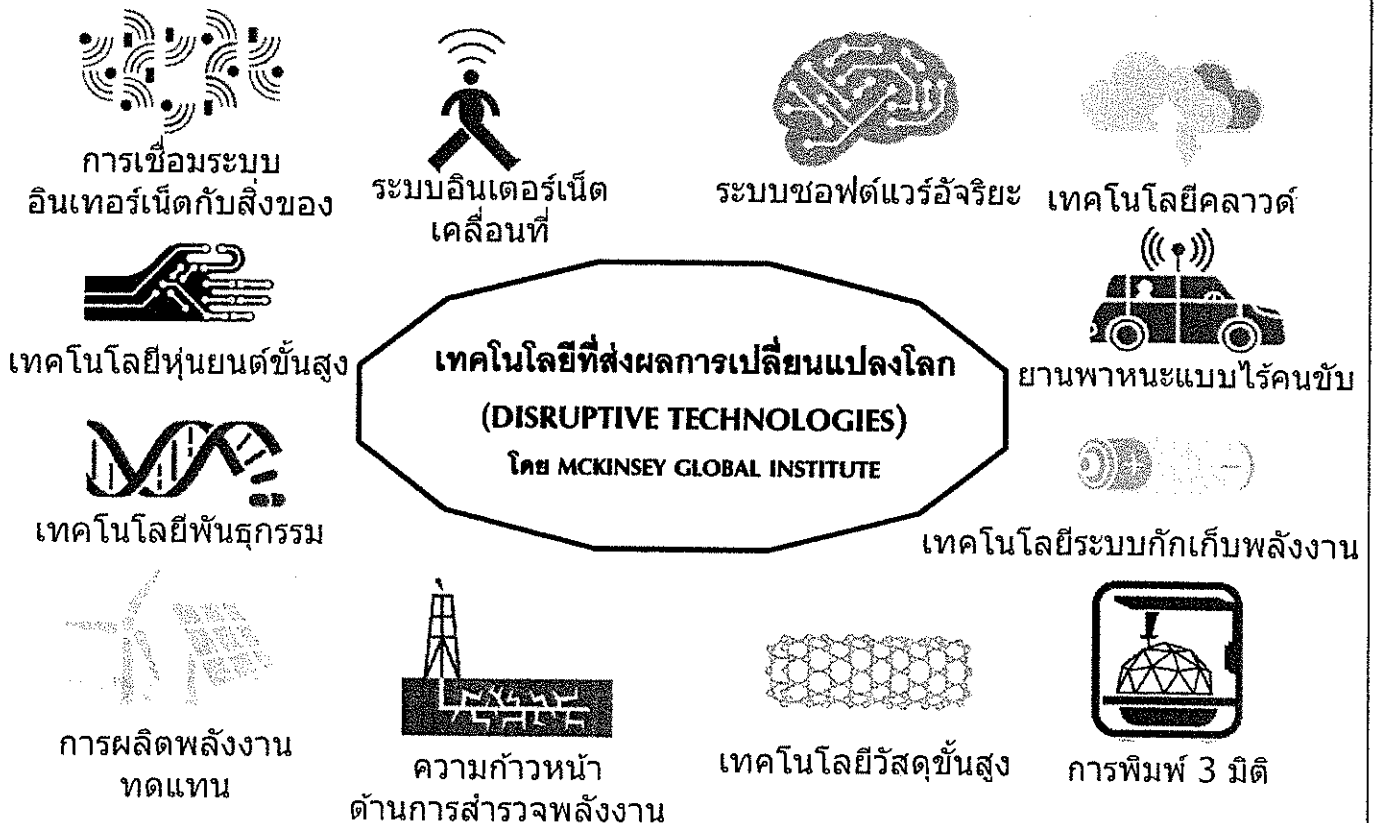 การเชื่อมระบบ
อินเทอร์เน็ตกับสิ่งของ
ระบบอินเตอร์เน็ต
เคลื่อนที่
ระบบซอฟต์แวร์อัจริยะ
เทคโนโลยีคลาวด์
เทคโนโลยีหุ่นยนต์ขั้นสูง
เทคโนโลยีที่ส่งผลการเปลี่ยนแปลงโลก
(DISRUPTIVE TECHNOLOGIES)
โดย MCKINSEY GLOBAL INSTITUTE
ยานพาหนะแบบไร้คนขับ
เทคโนโลยีพันธุกรรม
เทคโนโลยีระบบกักเก็บพลังงาน
การผลิตพลังงาน
ทดแทน
ความก้าวหน้า
ด้านการสำรวจพลังงาน
เทคโนโลยีวัสดุขั้นสูง
การพิมพ์ 3 มิติ